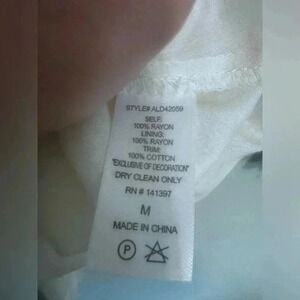 STYLE# ALD42059
SELF:
100% RAYON
LINING:
100% RAYON
TRIM:
100% COTTON
"EXCLUSIVE OF DECORATION"
DRY CLEAN ONLY
RN # 141397
M
MADE IN CHINA
P